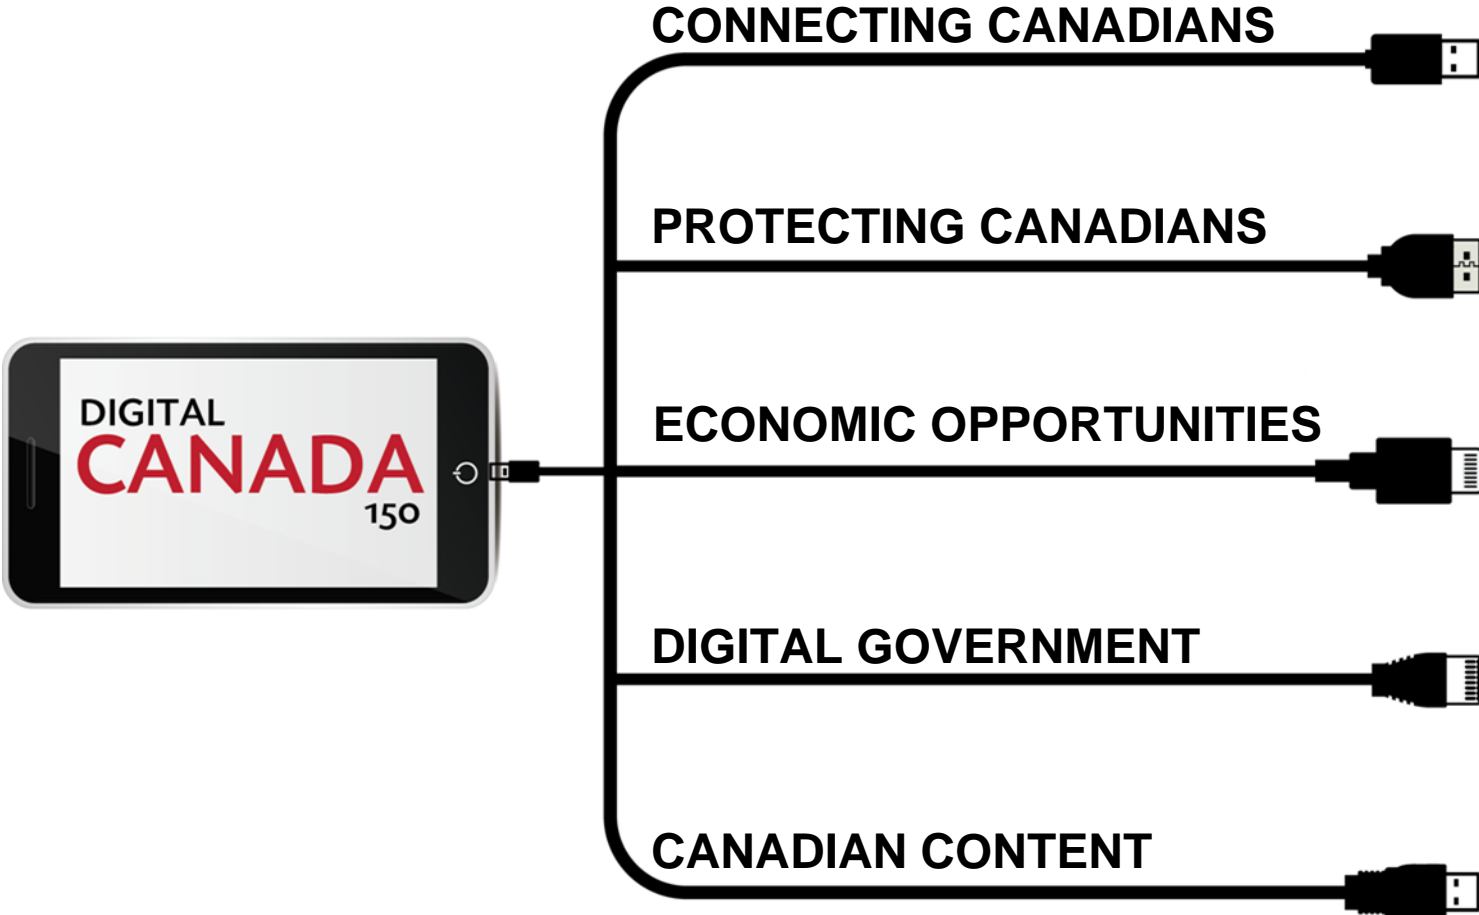 CONNECTING CANADIANS
PROTECTING CANADIANS
DIGITAL
CANADA
150
ECONOMIC OPPORTUNITIES
DIGITAL GOVERNMENT
CANADIAN CONTENT